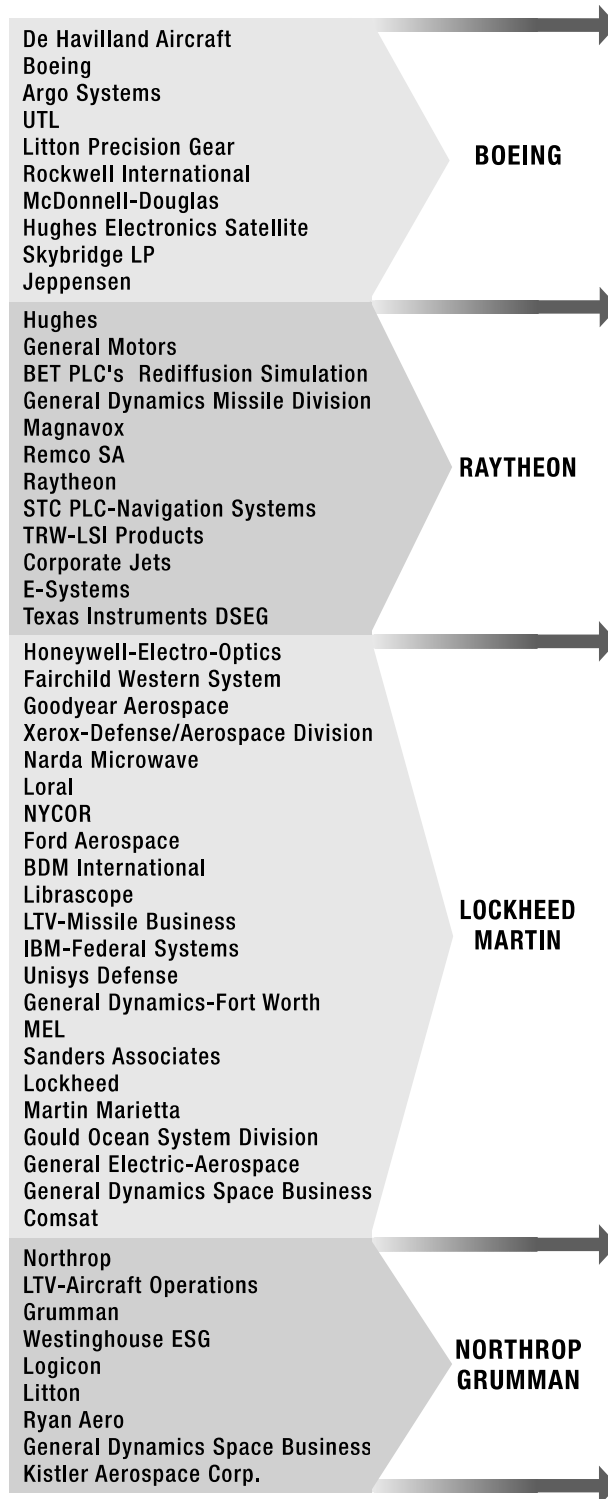 De Havilland Aircraft
Boeing
Argo Systems
UTL
Litton Precision Gear
Rockwell International
McDonnell-Douglas
Hughes Electronics Satellite
Skybridge LP
Jeppensen
BOEING
Hughes
General Motors
BET PLC's Rediffusion Simulation
General Dynamics Missile Division
Magnavox
Remco SA
Raytheon
STC PLC-Navigation Systems
TRW-LSI Products
Corporate Jets
E-Systems
Texas Instruments DSEG
RAYTHEON
Honeywell-Electro-Optics
Fairchild Western System
Goodyear Aerospace
Xerox-Defense/Aerospace Division
Narda Microwave
Loral
NYCOR
Ford Aerospace
BDM International
Librascope
LTV-Missile Business
IBM-Federal Systems
Unisys Defense
General Dynamics-Fort Worth
MEL
Sanders Associates
Lockheed
Martin Marietta
Gould Ocean System Division
General Electric-Aerospace
General Dynamics Space Business
Comsat
LOCKHEED
MARTIN
Northrop
LTV-Aircraft Operations
Grumman
Westinghouse ESG
Logicon
Litton
Ryan Aero
General Dynamics Space Business
Kistler Aerospace Corp.
NORTHROP
GRUMMAN